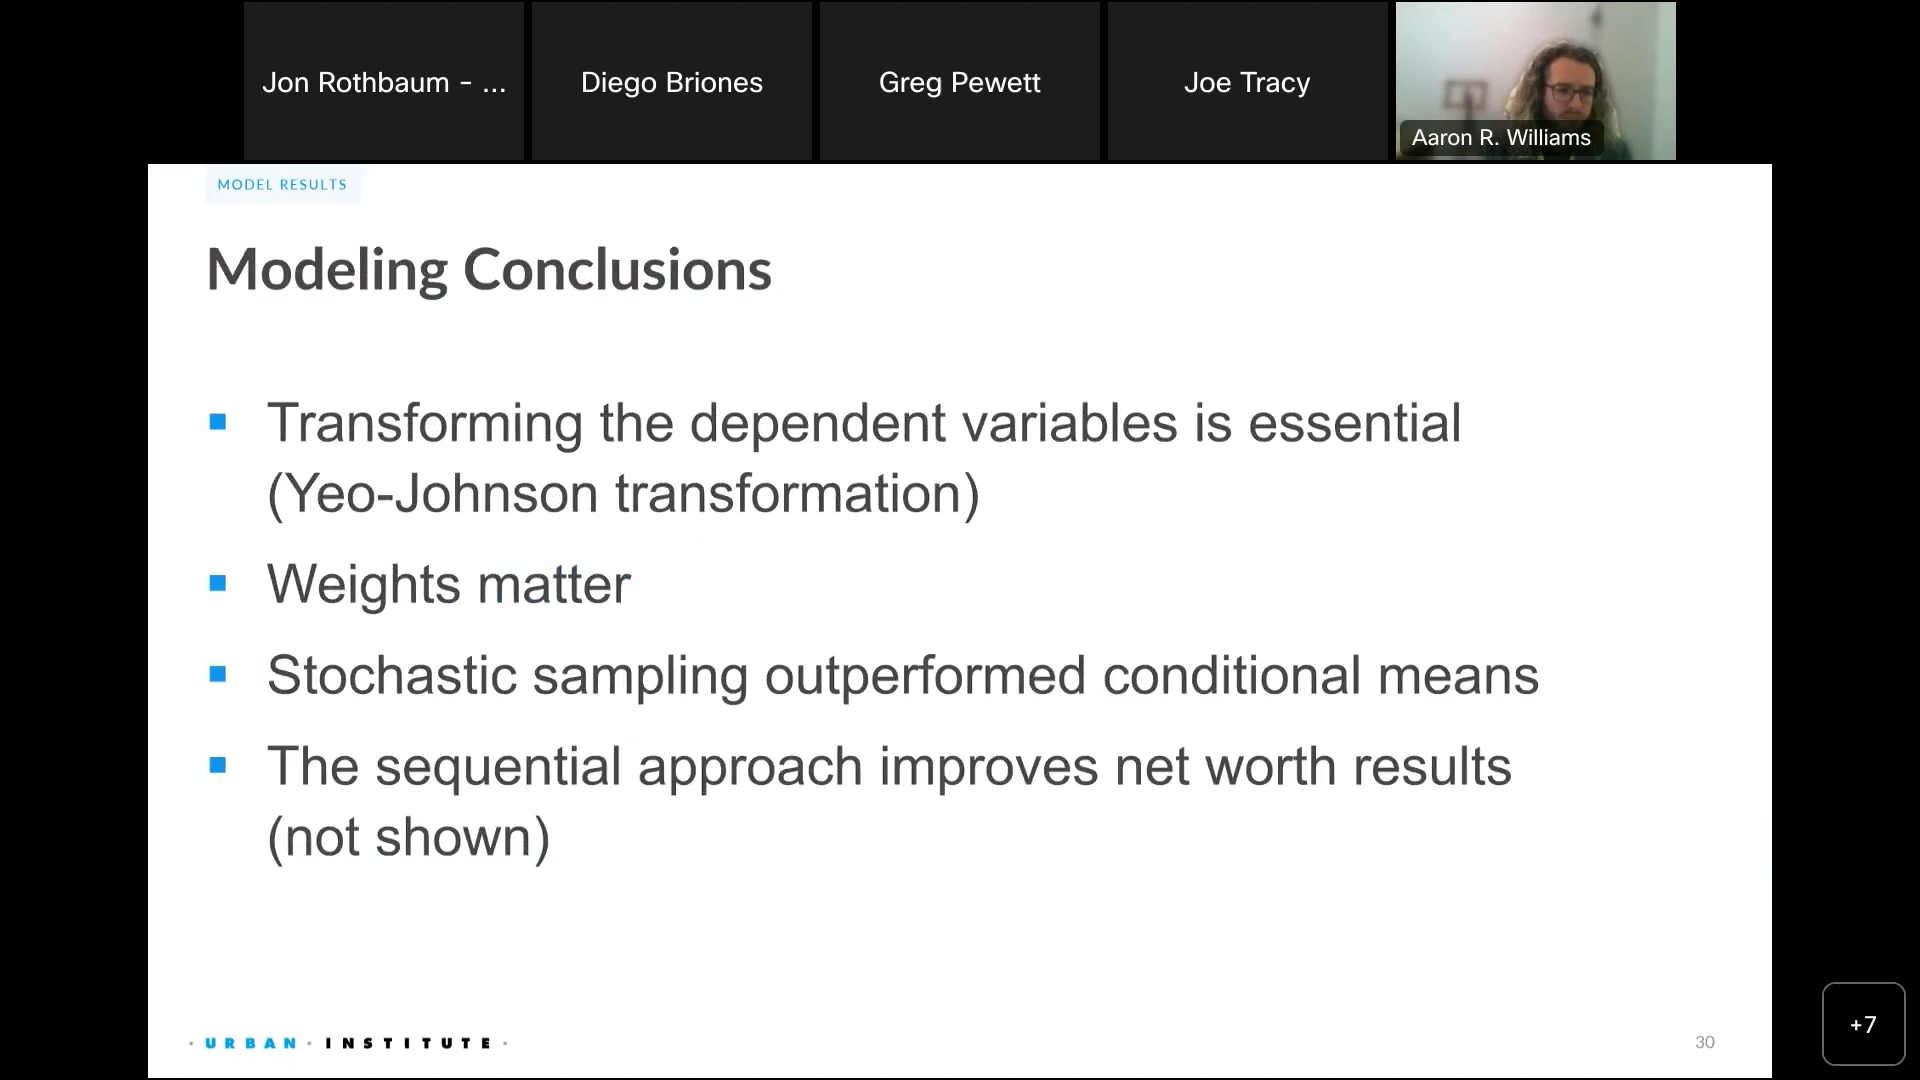 Jon Rothbaum - ...
Diego Briones
Greg Pewett
Joe Tracy
Aaron R. Williams
MODEL RESULTS
Modeling Conclusions
Transforming the dependent variables is essential
(Yeo-Johnson transformation)
Weights matter
Stochastic sampling outperformed conditional means
The sequential approach improves net worth results
(not shown)
· URBAN · INSTITUTE ·
30
+7